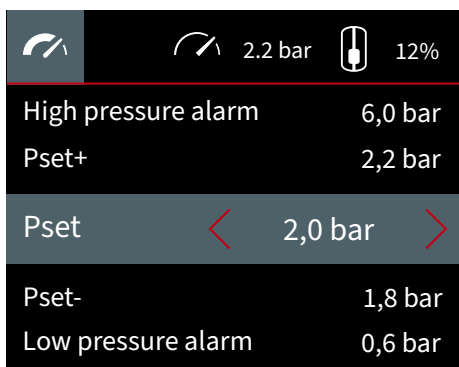 2.2 bar 12%
High pressure alarm 6,0 bar
Pset+ 2,2 bar
Pset 2,0 bar
Pset- 1,8 bar
Low pressure alarm 0,6 bar